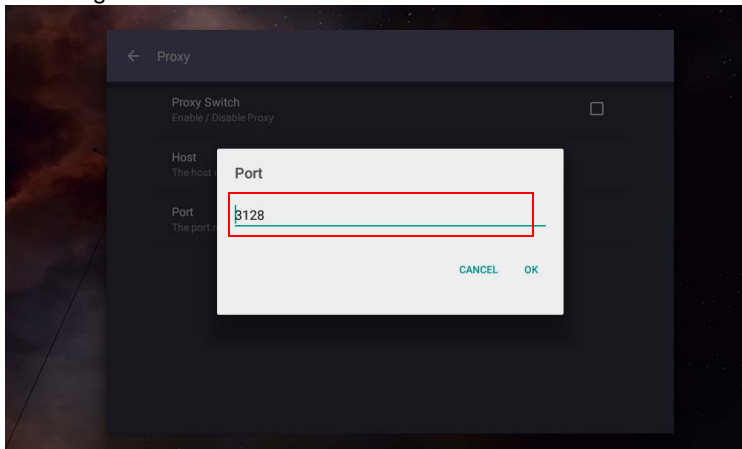 Proxy
Proxy Switch
Enable / Disable Proxy
Host
The host
Port
The port
Port
3128
CANCEL OK